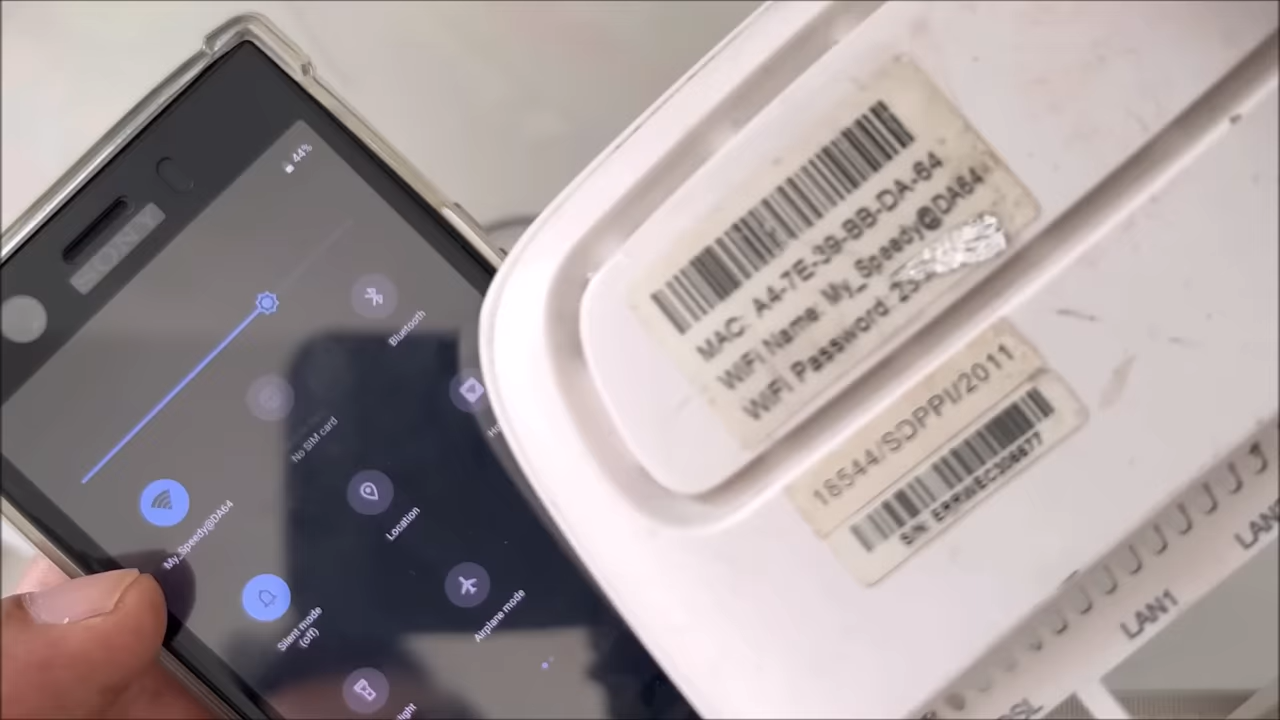 SONY
44%
Bluetooth
No SIM card
My_Speedy@DA64
Location
Silent mode
(off)
Airplane mode
MAC: A4-7E-39-BB-DA-64
WiFi Name: My_Speedy@DA64
WiFi Password:
18544/SDPPI/2011
S/N:
LAN1